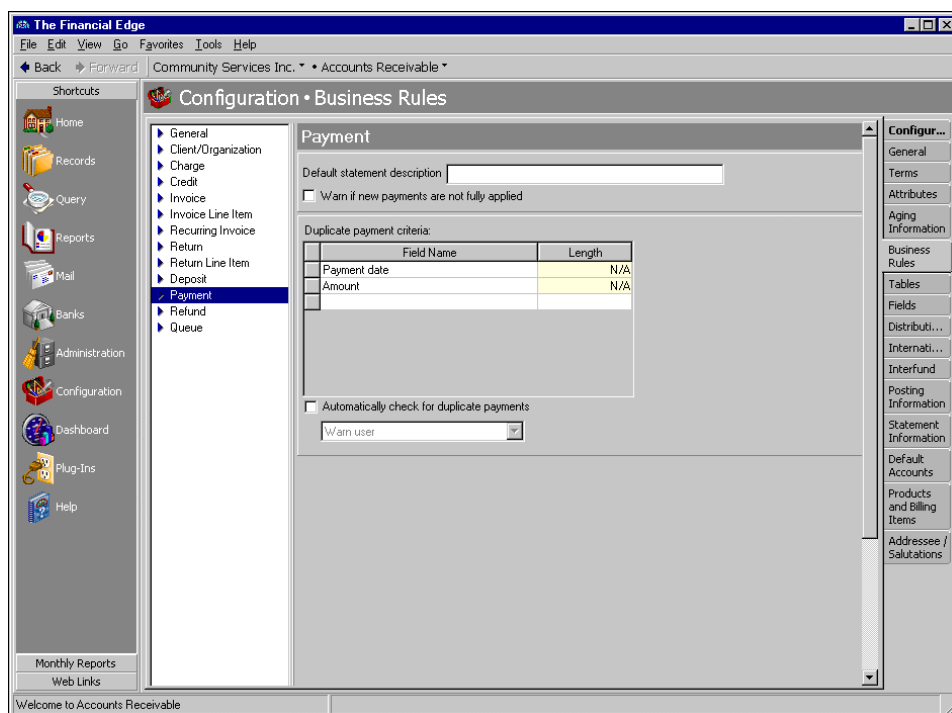 The Financial Edge
File Edit View Go Favorites Tools Help
Back Forward Community Services Inc. • Accounts Receivable
Shortcuts
Home
Records
Query
Reports
Mail
Banks
Administration
Configuration
Dashboard
Plug-Ins
Help
Monthly Reports
Web Links
Configuration • Business Rules
General
Client/Organization
Charge
Credit
Invoice
Invoice Line Item
Recurring Invoice
Return
Return Line Item
Deposit
Payment
Refund
Queue
Payment
Default statement description
Warn if new payments are not fully applied
Duplicate payment criteria:
Field Name Length
Payment date N/A
Amount N/A
Automatically check for duplicate payments
Warn user
Configur...
General
Terms
Attributes
Aging
Information
Business
Rules
Tables
Fields
Distributi...
Internati...
Interfund
Posting
Information
Statement
Information
Default
Accounts
Products
and Billing
Items
Addressee /
Salutations
Welcome to Accounts Receivable